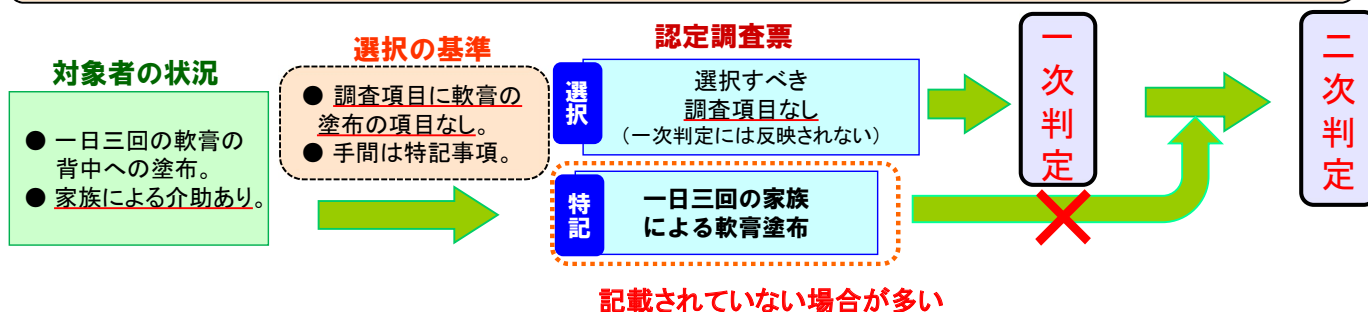 対象者の状況
● 一日三回の軟膏の
背中への塗布。
● 家族による介助あり。
選択の基準
● 調査項目に軟膏の
塗布の項目なし。
● 手間は特記事項。
認定調査票
選択
選択すべき
調査項目なし
（一次判定には反映されない）
特記
一日三回の家族
による軟膏塗布
記載されていない場合が多い
一次判定
二次判定